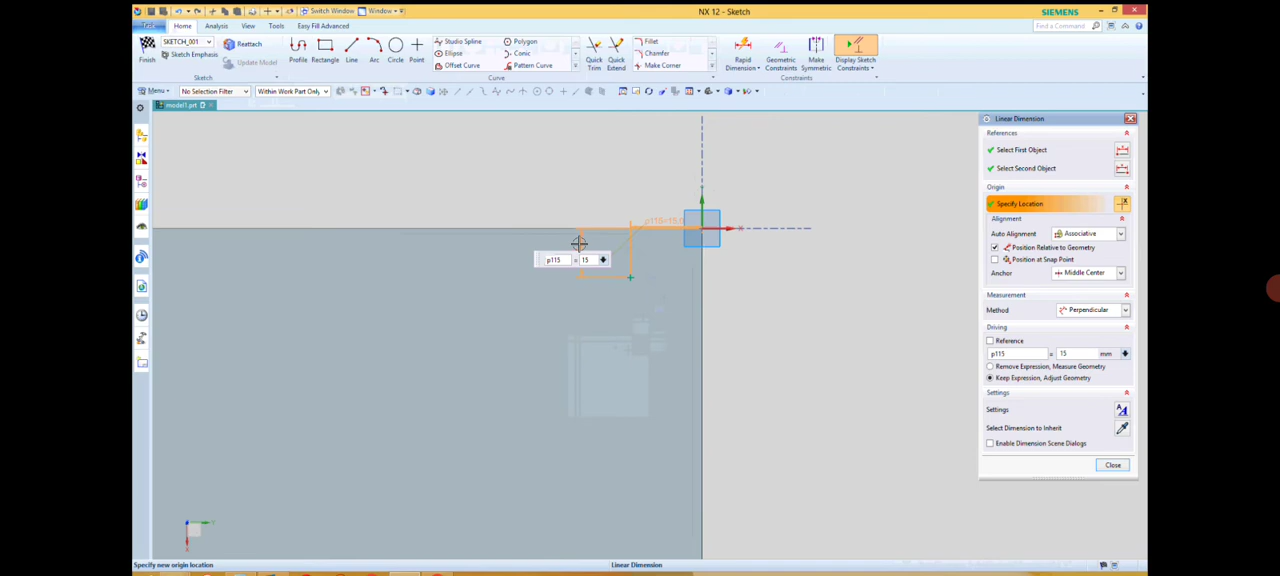 Switch Window
Window
NX 12 - Sketch
SIEMENS
Home
Analysis
View
Tools
Easy Fill Advanced
Find a Command
SKETCH_001
Reattach
Sketch Emphasis
Update Model
Finish
Sketch
Profile
Rectangle
Line
Arc
Circle
Point
Studio Spline
Polygon
Ellipse
Conic
Offset Curve
Pattern Curve
Curve
Quick Trim
Quick Extend
Fillet
Chamfer
Make Corner
Rapid Dimension
Geometric Constraints
Make Symmetric
Display Sketch Constraints
Constraints
Menu
No Selection Filter
Within Work Part Only
model1.prt
p115=15.0
p115 = 15
Linear Dimension
References
Select First Object
Select Second Object
Origin
Specify Location
Alignment
Auto Alignment Associative
Position Relative to Geometry
Position at Snap Point
Anchor Middle Center
Measurement
Method Perpendicular
Driving
Reference
p115 = 15 mm
Remove Expression, Measure Geometry
Keep Expression, Adjust Geometry
Settings
Settings
Select Dimension to Inherit
Enable Dimension Scene Dialogs
Close
Specify new origin location
Linear Dimension